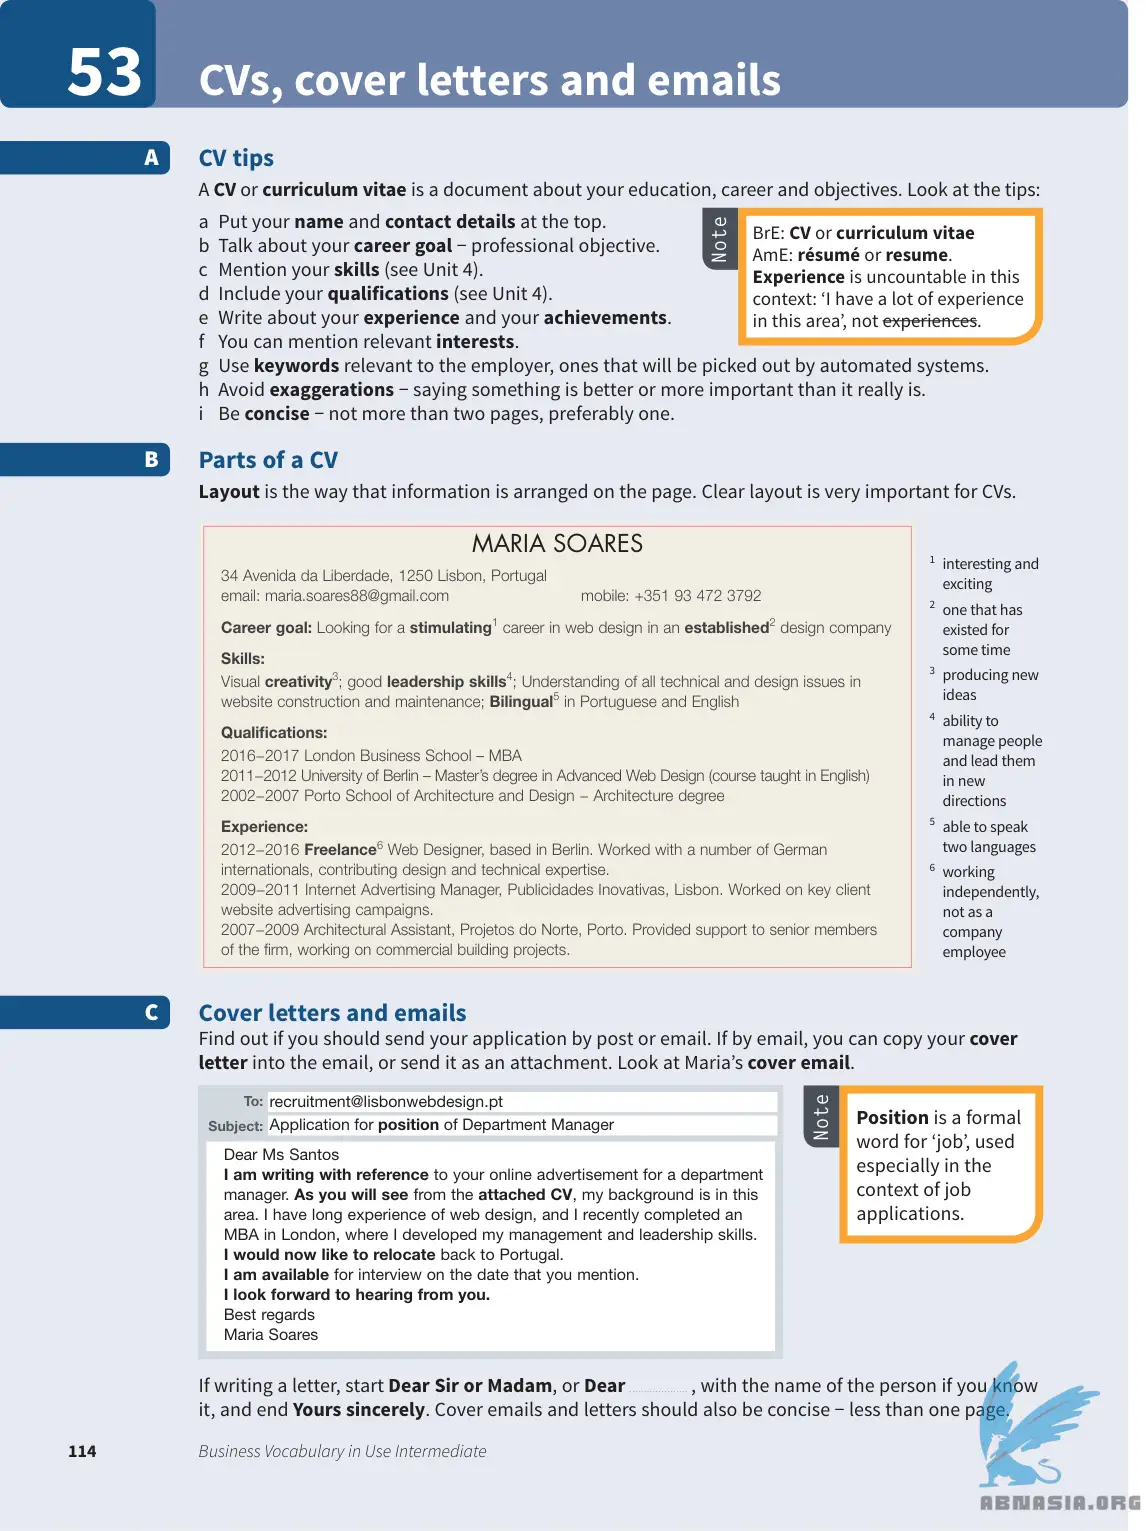 53
CVs, cover letters and emails
A
CV tips
A CV or curriculum vitae is a document about your education, career and objectives. Look at the tips:
a Put your name and contact details at the top.
b Talk about your career goal – professional objective.
c Mention your skills (see Unit 4).
d Include your qualifications (see Unit 4).
e Write about your experience and your achievements.
f You can mention relevant interests.
g Use keywords relevant to the employer, ones that will be picked out by automated systems.
h Avoid exaggerations – saying something is better or more important than it really is.
i Be concise – not more than two pages, preferably one.
Note
BrE: CV or curriculum vitae
AmE: résumé or resume.
Experience is uncountable in this
context: ‘I have a lot of experience
in this area’, not experiences.
B
Parts of a CV
Layout is the way that information is arranged on the page. Clear layout is very important for CVs.
MARIA SOARES
34 Avenida da Liberdade, 1250 Lisbon, Portugal
email: maria.soares88@gmail.com mobile: +351 93 472 3792
Career goal: Looking for a stimulating1 career in web design in an established2 design company
Skills:
Visual creativity3; good leadership skills4; Understanding of all technical and design issues in
website construction and maintenance; Bilingual5 in Portuguese and English
Qualifications:
2016–2017 London Business School – MBA
2011–2012 University of Berlin – Master’s degree in Advanced Web Design (course taught in English)
2002–2007 Porto School of Architecture and Design – Architecture degree
Experience:
2012–2016 Freelance6 Web Designer, based in Berlin. Worked with a number of German
internationals, contributing design and technical expertise.
2009–2011 Internet Advertising Manager, Publicidades Inovativas, Lisbon. Worked on key client
website advertising campaigns.
2007–2009 Architectural Assistant, Projetos do Norte, Porto. Provided support to senior members
of the firm, working on commercial building projects.
1 interesting and
exciting
2 one that has
existed for
some time
3 producing new
ideas
4 ability to
manage people
and lead them
in new
directions
5 able to speak
two languages
6 working
independently,
not as a
company
employee
C
Cover letters and emails
Find out if you should send your application by post or email. If by email, you can copy your cover
letter into the email, or send it as an attachment. Look at Maria’s cover email.
To: recruitment@lisbonwebdesign.pt
Subject: Application for position of Department Manager
Dear Ms Santos
I am writing with reference to your online advertisement for a department
manager. As you will see from the attached CV, my background is in this
area. I have long experience of web design, and I recently completed an
MBA in London, where I developed my management and leadership skills.
I would now like to relocate back to Portugal.
I am available for interview on the date that you mention.
I look forward to hearing from you.
Best regards
Maria Soares
Note
Position is a formal
word for ‘job’, used
especially in the
context of job
applications.
If writing a letter, start Dear Sir or Madam, or Dear .................... , with the name of the person if you know
it, and end Yours sincerely. Cover emails and letters should also be concise – less than one page.
114 Business Vocabulary in Use Intermediate
ABNASIA.ORG